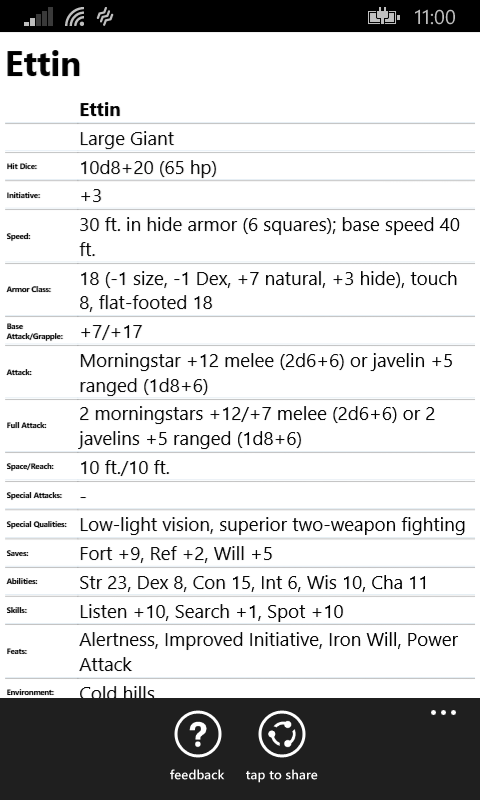 11:00
Ettin
Ettin
Large Giant
Hit Dice: 10d8+20 (65 hp)
Initiative: +3
Speed: 30 ft. in hide armor (6 squares); base speed 40
ft.
Armor Class: 18 (-1 size, -1 Dex, +7 natural, +3 hide), touch
8, flat-footed 18
Base
Attack/Grapple: +7/+17
Attack: Morningstar +12 melee (2d6+6) or javelin +5
ranged (1d8+6)
Full Attack: 2 morningstars +12/+7 melee (2d6+6) or 2
javelins +5 ranged (1d8+6)
Space/Reach: 10 ft./10 ft.
Special Attacks: -
Special Qualities: Low-light vision, superior two-weapon fighting
Saves: Fort +9, Ref +2, Will +5
Abilities: Str 23, Dex 8, Con 15, Int 6, Wis 10, Cha 11
Skills: Listen +10, Search +1, Spot +10
Feats: Alertness, Improved Initiative, Iron Will, Power
Attack
Environment: Cold hills
feedback
tap to share